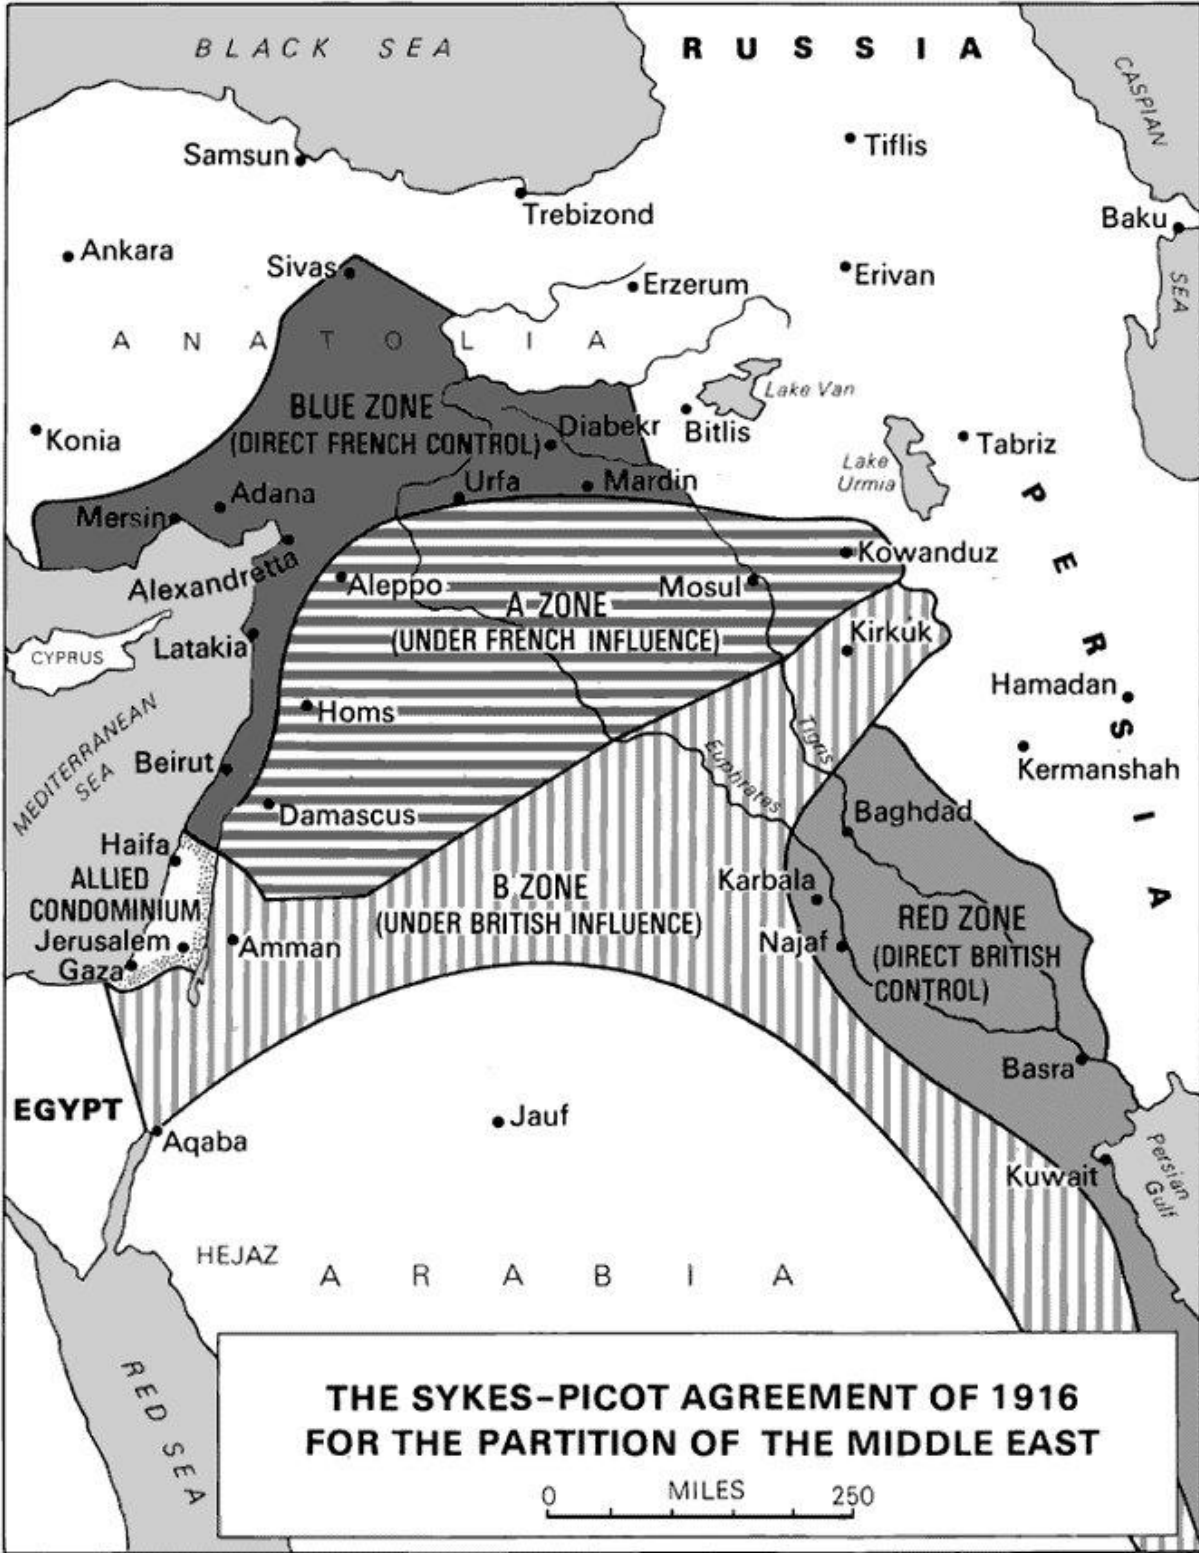 BLACK SEA
RUSSIA
CASPIAN
SEA
Samsun
Tiflis
Trebizond
Baku
Ankara
Sivas
Erzerum
Erivan
ANATOLIA
Lake Van
BLUE ZONE
(DIRECT FRENCH CONTROL)
Diabekr
Bitlis
Konia
Tabriz
Lake
Urmia
Adana
Urfa
Mardin
Mersin
PERSIA
Alexandretta
Aleppo
Mosul
Kowanduz
A ZONE
(UNDER FRENCH INFLUENCE)
Kirkuk
CYPRUS
Latakia
Hamadan
Homs
MEDITERRANEAN
SEA
Tigris
Euphrates
Beirut
Kermanshah
Damascus
Baghdad
Haifa
ALLIED
CONDOMINIUM
Jerusalem
Gaza
Amman
B ZONE
(UNDER BRITISH INFLUENCE)
Karbala
Najaf
RED ZONE
(DIRECT BRITISH
CONTROL)
Basra
EGYPT
Aqaba
Jauf
Kuwait
Persian
Gulf
HEJAZ
ARABIA
RED SEA
THE SYKES-PICOT AGREEMENT OF 1916
FOR THE PARTITION OF THE MIDDLE EAST
MILES
0 250